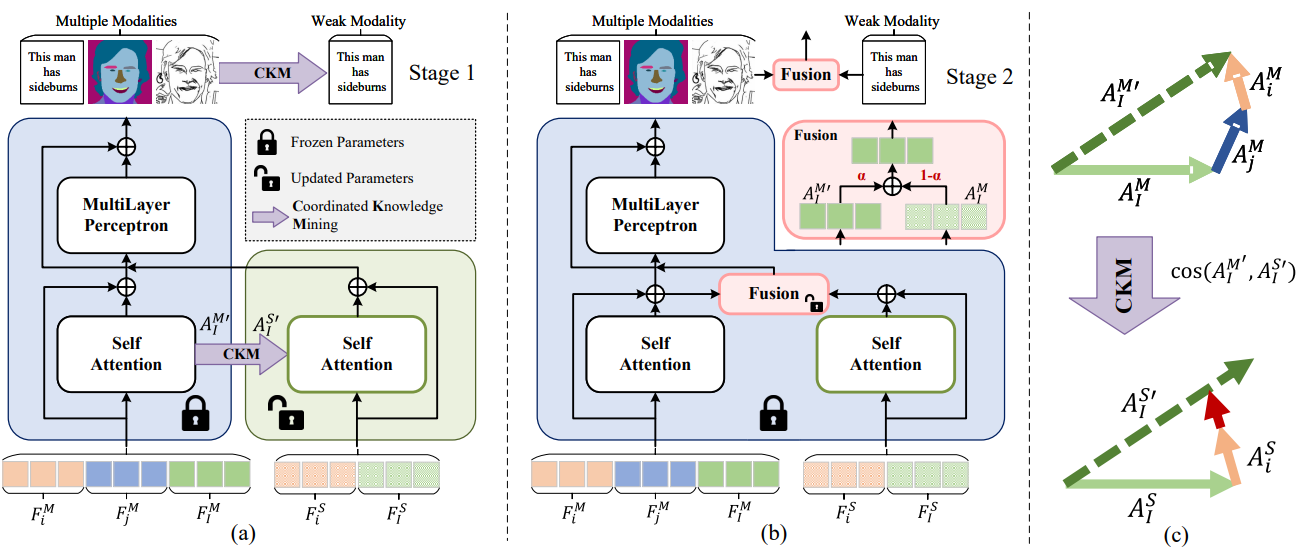 Multiple Modalities
Weak Modality
This man
has
sideburns
CKM
This man
has
sideburns
Stage 1
MultiLayer
Perceptron
Frozen Parameters
Updated Parameters
Coordinated Knowledge
Mining
A_I^{M'}
A_I^{S'}
CKM
Self
Attention
Self
Attention
F_i^M
F_j^M
F_I^M
F_i^S
F_I^S
(a)
Multiple Modalities
Weak Modality
This man
has
sideburns
Fusion
This man
has
sideburns
Stage 2
MultiLayer
Perceptron
Fusion
α
1-α
A_I^{M'}
A_I^M
Fusion
Self
Attention
Self
Attention
F_i^M
F_j^M
F_I^M
F_i^S
F_I^S
(b)
A_I^{M'}
A_i^M
A_j^M
A_I^M
CKM
cos(A_I^{M'}, A_I^{S'})
A_I^{S'}
A_i^S
A_I^S
(c)